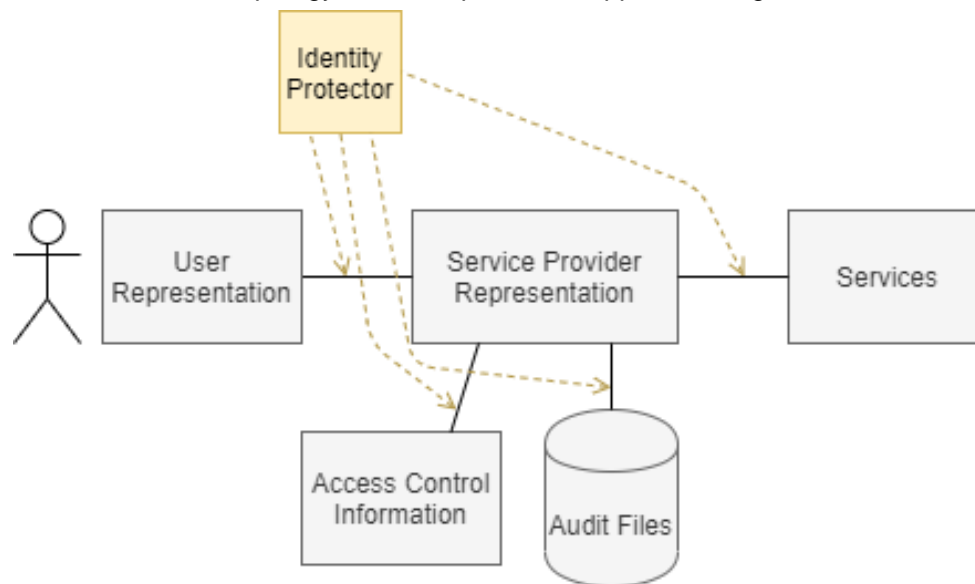 Identity
Protector
User
Representation
Service Provider
Representation
Services
Access Control
Information
Audit Files